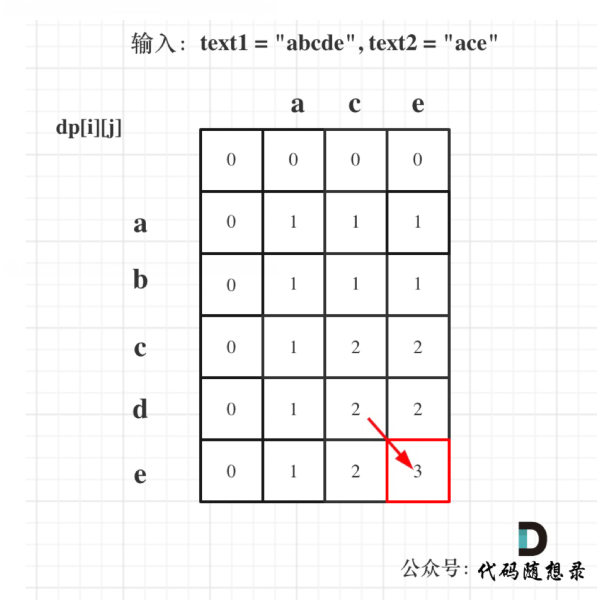 输入：text1 = "abcde", text2 = "ace"
a c e
dp[i][j]
0 0 0 0
a 0 1 1 1
b 0 1 1 1
c 0 1 2 2
d 0 1 2 2
e 0 1 2 3
公众号：代码随想录